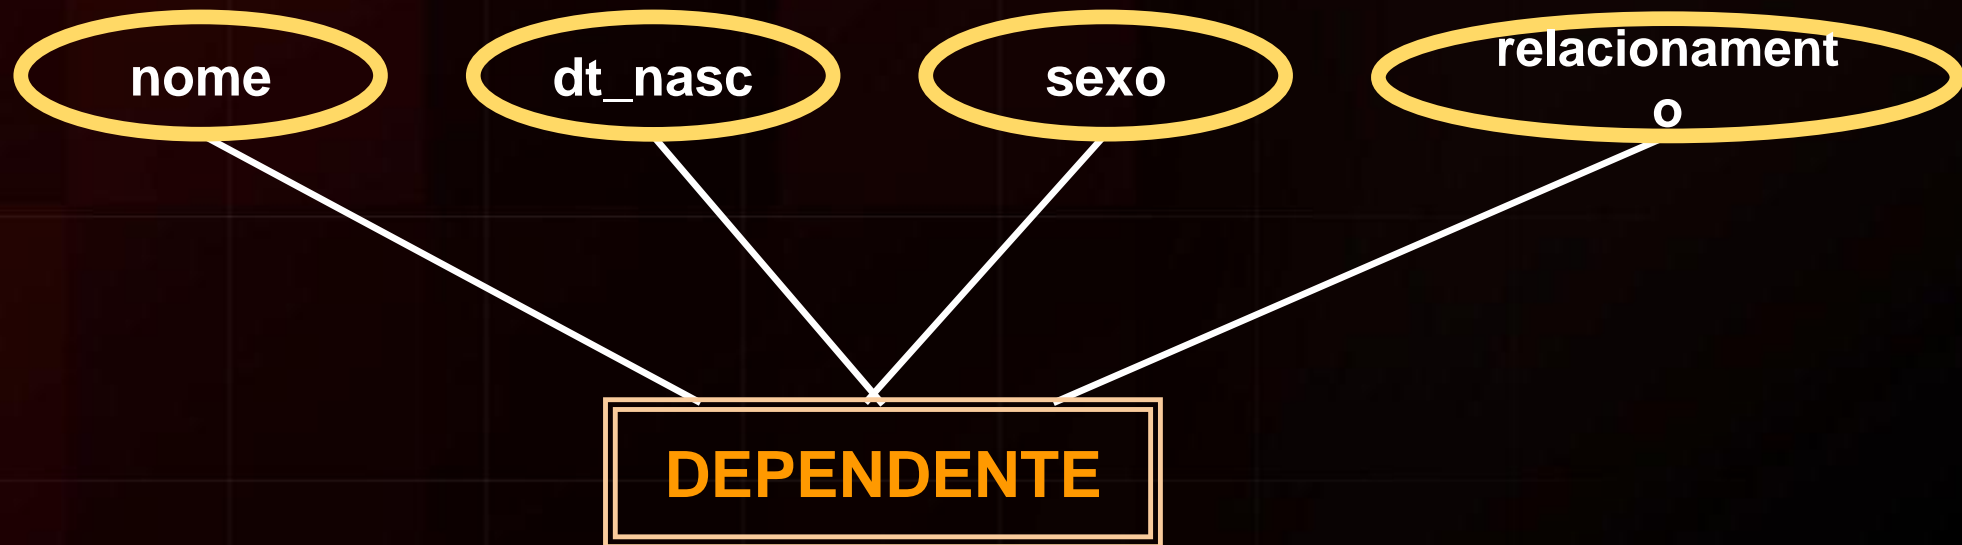 nome
dt_nasc
sexo
relacionament
o
DEPENDENTE